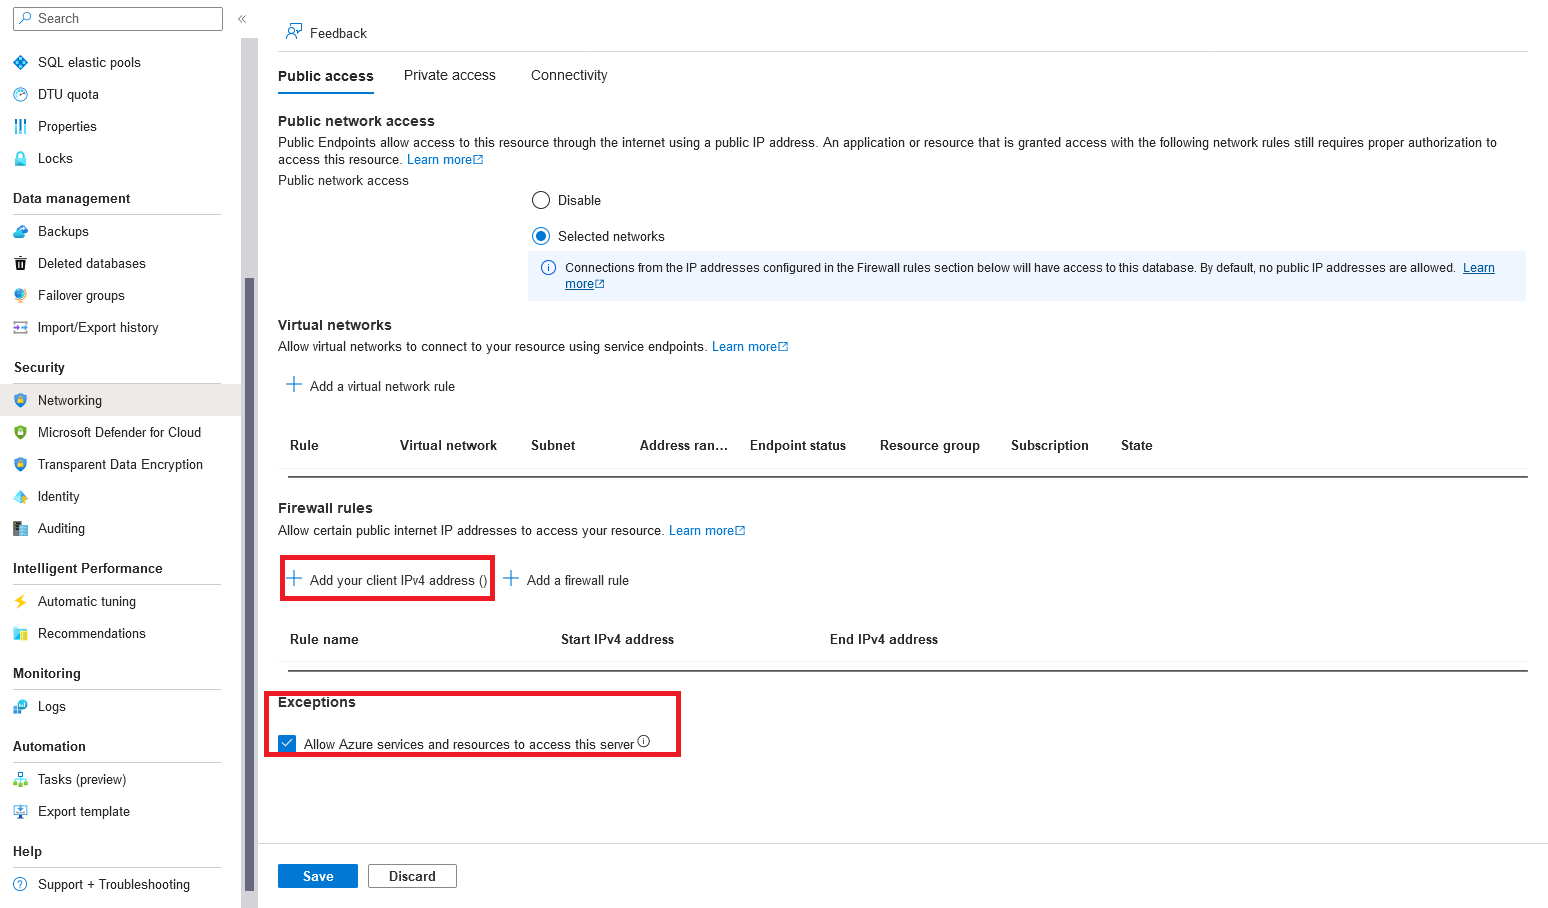 Search
«
SQL elastic pools
DTU quota
Properties
Locks
Data management
Backups
Deleted databases
Failover groups
Import/Export history
Security
Networking
Microsoft Defender for Cloud
Transparent Data Encryption
Identity
Auditing
Intelligent Performance
Automatic tuning
Recommendations
Monitoring
Logs
Automation
Tasks (preview)
Export template
Help
Support + Troubleshooting
Feedback
Public access Private access Connectivity
Public network access
Public Endpoints allow access to this resource through the internet using a public IP address. An application or resource that is granted access with the following network rules still requires proper authorization to
access this resource. Learn more
Public network access
Disable
Selected networks
Connections from the IP addresses configured in the Firewall rules section below will have access to this database. By default, no public IP addresses are allowed. Learn
more
Virtual networks
Allow virtual networks to connect to your resource using service endpoints. Learn more
Add a virtual network rule
Rule Virtual network Subnet Address ran... Endpoint status Resource group Subscription State
Firewall rules
Allow certain public internet IP addresses to access your resource. Learn more
Add your client IPv4 address () Add a firewall rule
Rule name Start IPv4 address End IPv4 address
Exceptions
Allow Azure services and resources to access this server
Save Discard